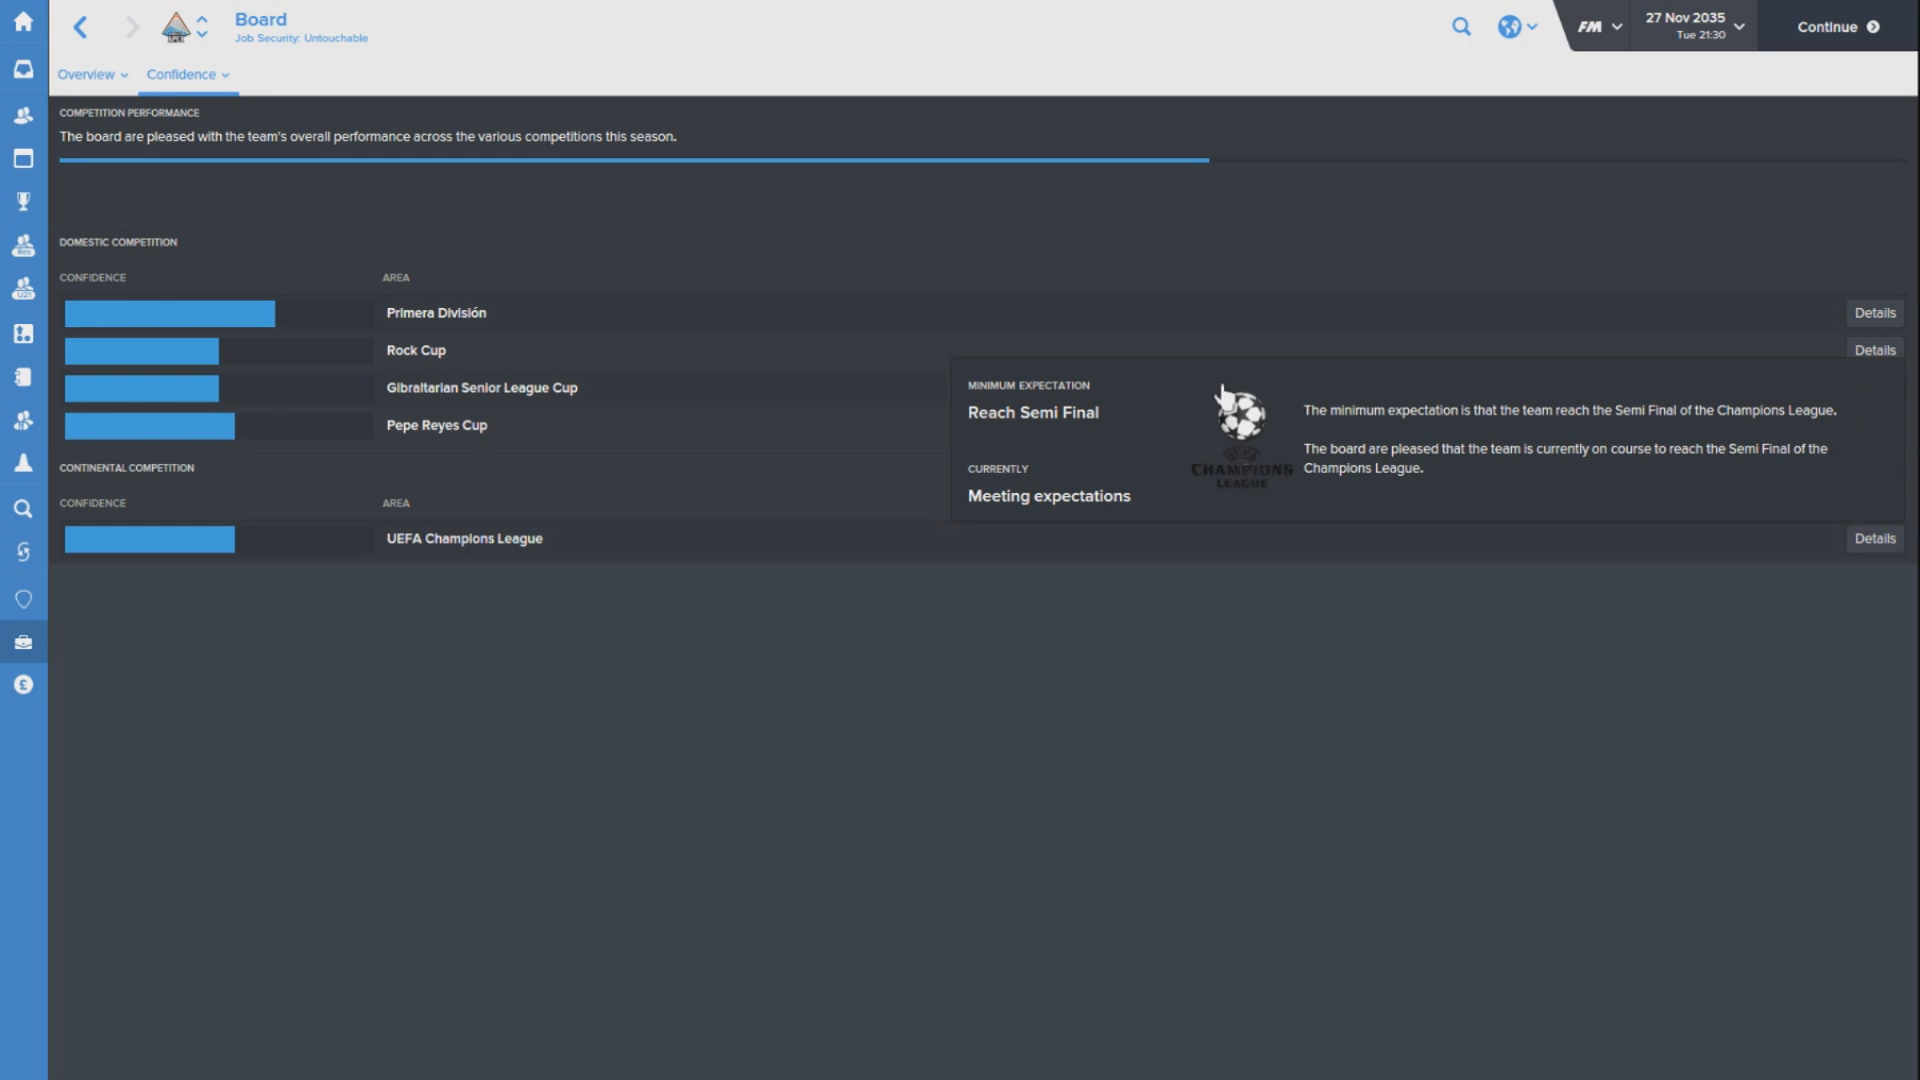 Board
Job Security: Untouchable
FM
27 Nov 2035
Tue 21:30
Continue
Overview
Confidence
COMPETITION PERFORMANCE
The board are pleased with the team's overall performance across the various competitions this season.
DOMESTIC COMPETITION
CONFIDENCE AREA
Primera División Details
Rock Cup Details
Gibraltarian Senior League Cup
Pepe Reyes Cup
MINIMUM EXPECTATION
Reach Semi Final
CURRENTLY
Meeting expectations
CHAMPIONS
LEAGUE
The minimum expectation is that the team reach the Semi Final of the Champions League.
The board are pleased that the team is currently on course to reach the Semi Final of the
Champions League.
CONTINENTAL COMPETITION
CONFIDENCE AREA
UEFA Champions League Details
U21